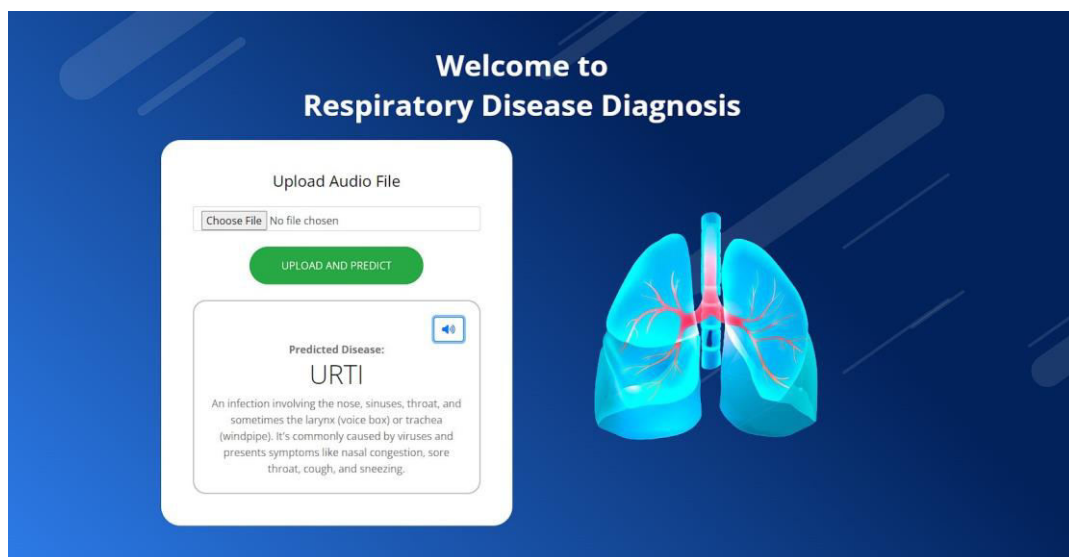 Welcome to
Respiratory Disease Diagnosis
Upload Audio File
Choose File No file chosen
UPLOAD AND PREDICT
Predicted Disease:
URTI
An infection involving the nose, sinuses, throat, and
sometimes the larynx (voice box) or trachea
(windpipe). It's commonly caused by viruses and
presents symptoms like nasal congestion, sore
throat, cough, and sneezing.